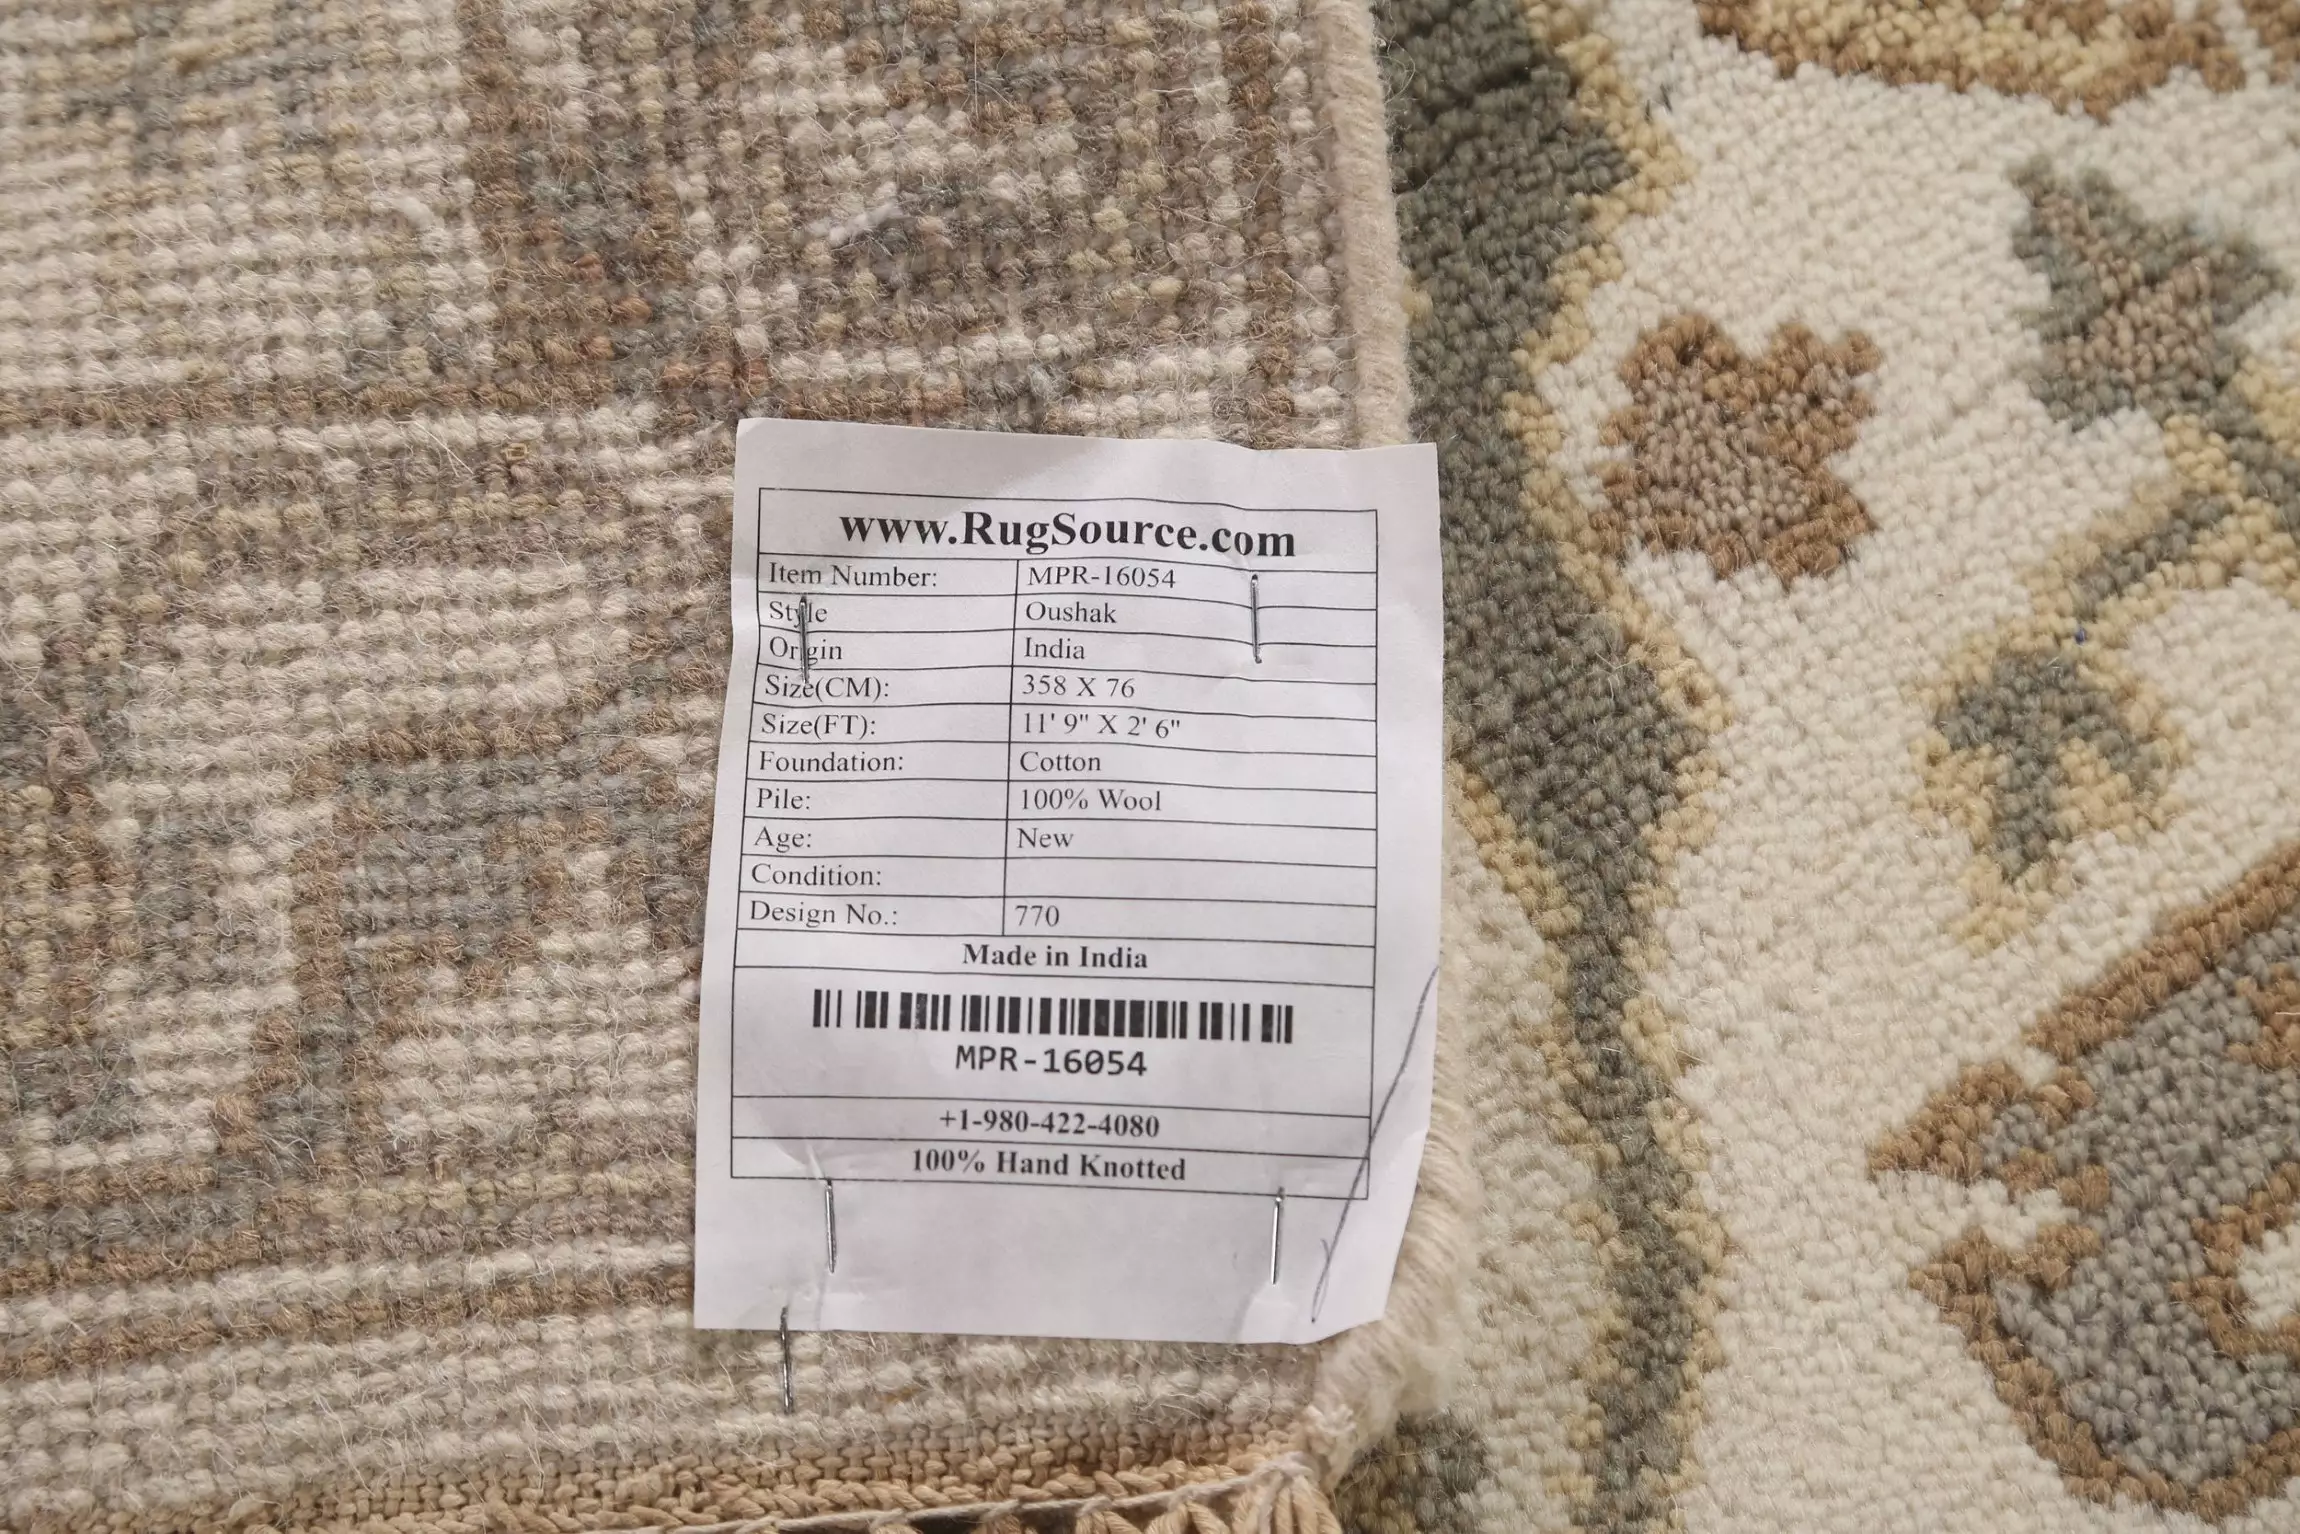 www.RugSource.com
Item Number: MPR-16054
Style Oushak
Origin India
Size(CM): 358 X 76
Size(FT): 11' 9" X 2' 6"
Foundation: Cotton
Pile: 100% Wool
Age: New
Condition:
Design No.: 770
Made in India
MPR-16054
+1-980-422-4080
100% Hand Knotted